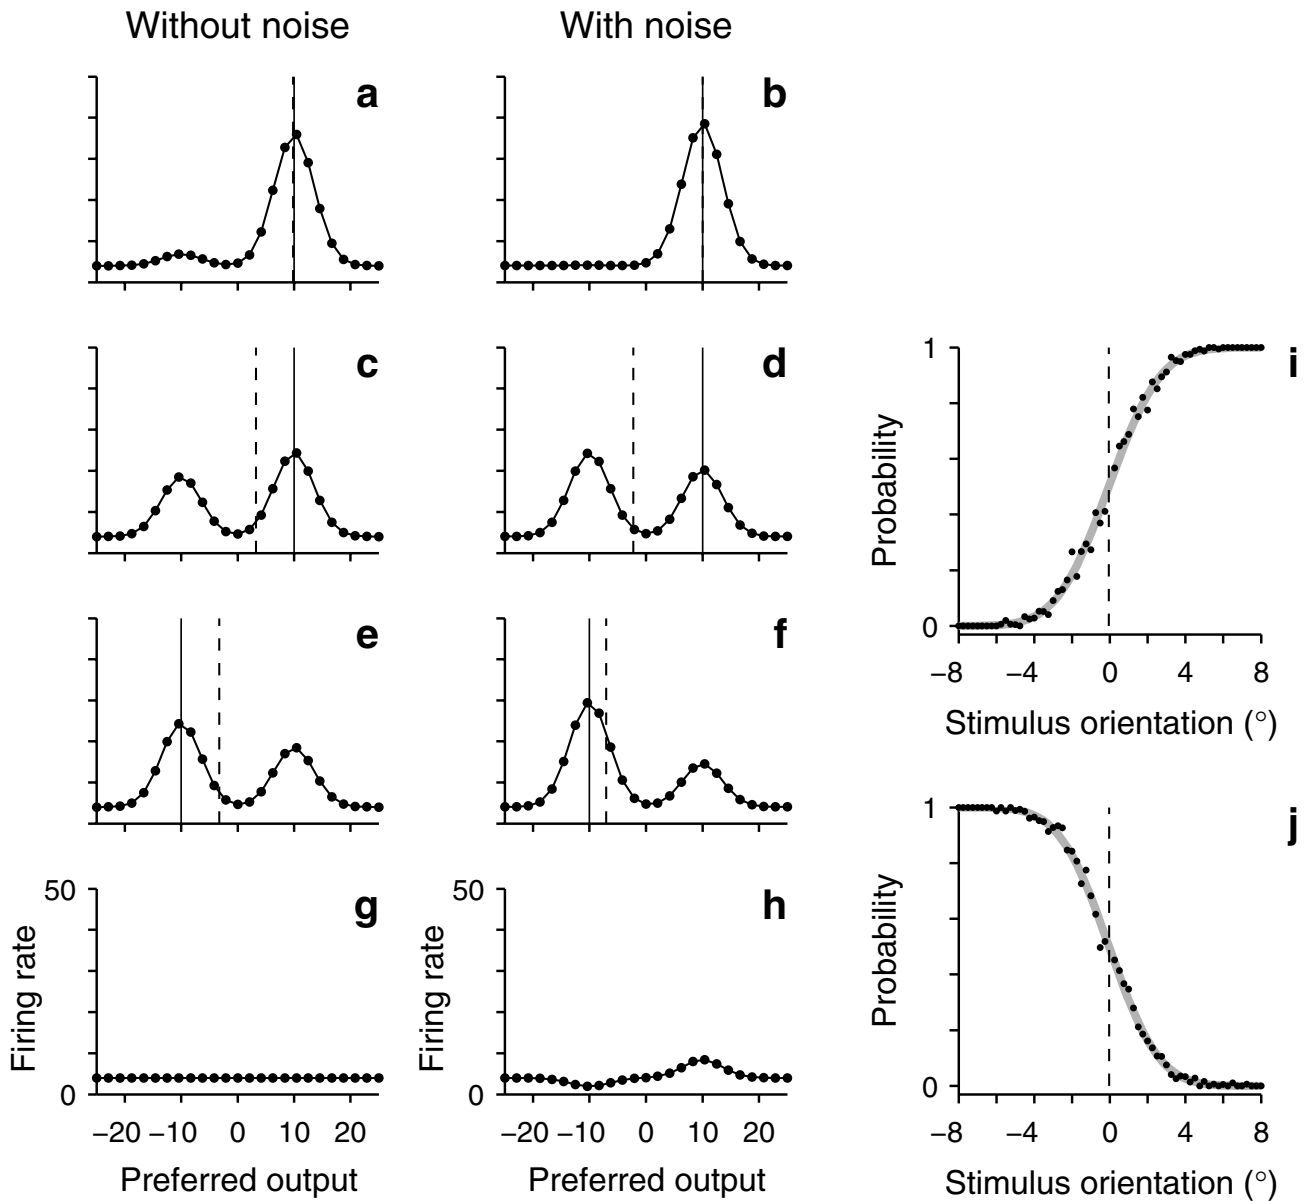 Without noise
With noise
a
b
c
d
i
1
Probability
0
−8 −4 0 4 8
Stimulus orientation (°)
e
f
g
50
Firing rate
0
−20 −10 0 10 20
Preferred output
h
50
Firing rate
0
−20 −10 0 10 20
Preferred output
j
1
Probability
0
−8 −4 0 4 8
Stimulus orientation (°)